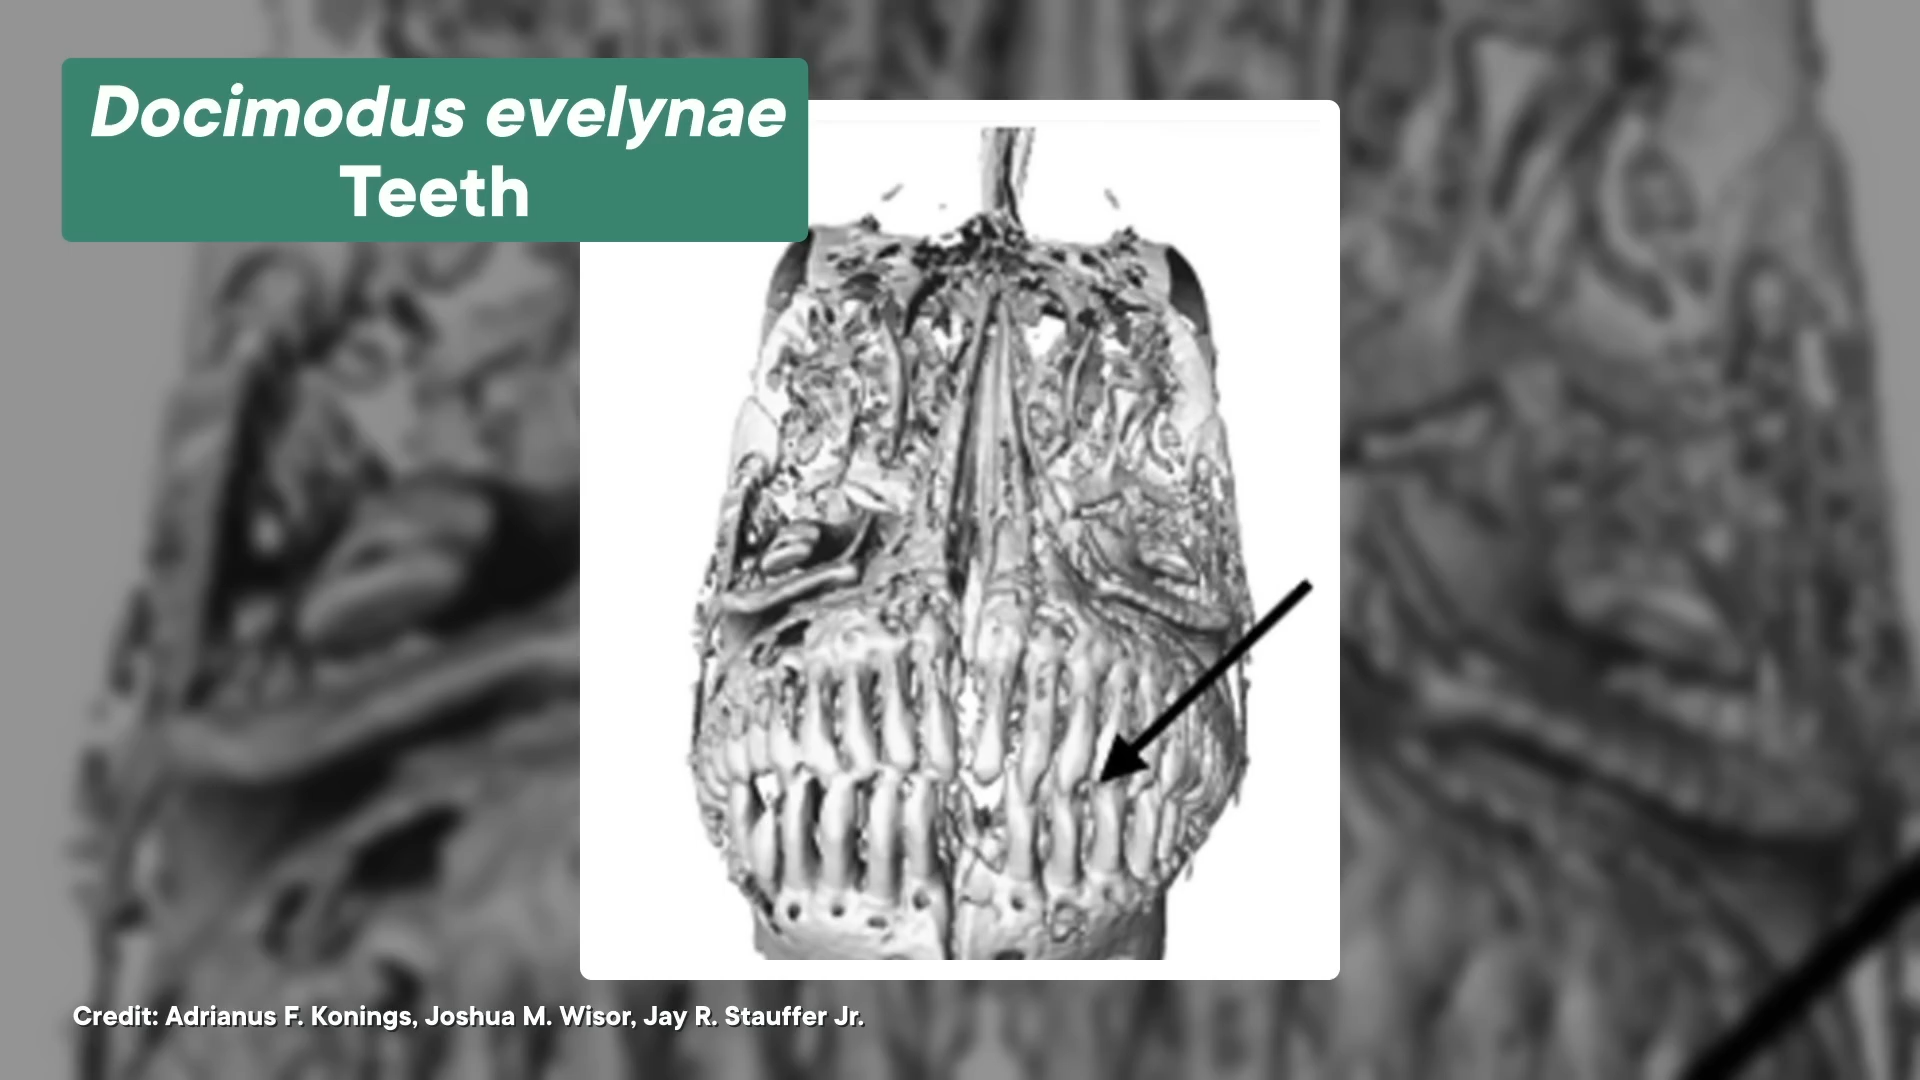 Docimodus evelynae
Teeth
Credit: Adrianus F. Konings, Joshua M. Wisor, Jay R. Stauffer Jr.